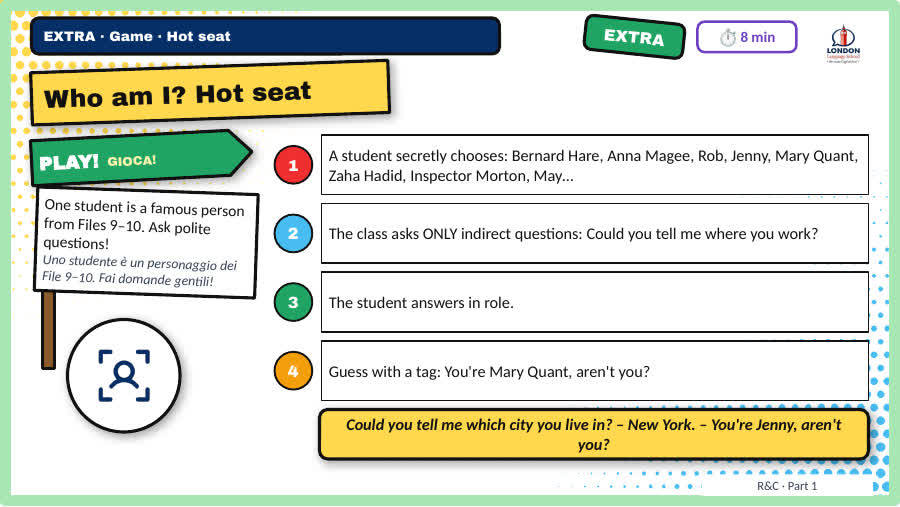 EXTRA · Game · Hot seat
EXTRA
8 min
LONDON
Language School
Who am I? Hot seat
PLAY! GIOCA!
One student is a famous person
from Files 9–10. Ask polite
questions!
Uno studente è un personaggio dei
File 9–10. Fai domande gentili!
1
A student secretly chooses: Bernard Hare, Anna Magee, Rob, Jenny, Mary Quant,
Zaha Hadid, Inspector Morton, May...
2
The class asks ONLY indirect questions: Could you tell me where you work?
3
The student answers in role.
4
Guess with a tag: You're Mary Quant, aren't you?
Could you tell me which city you live in? – New York. – You're Jenny, aren't
you?
R&C · Part 1